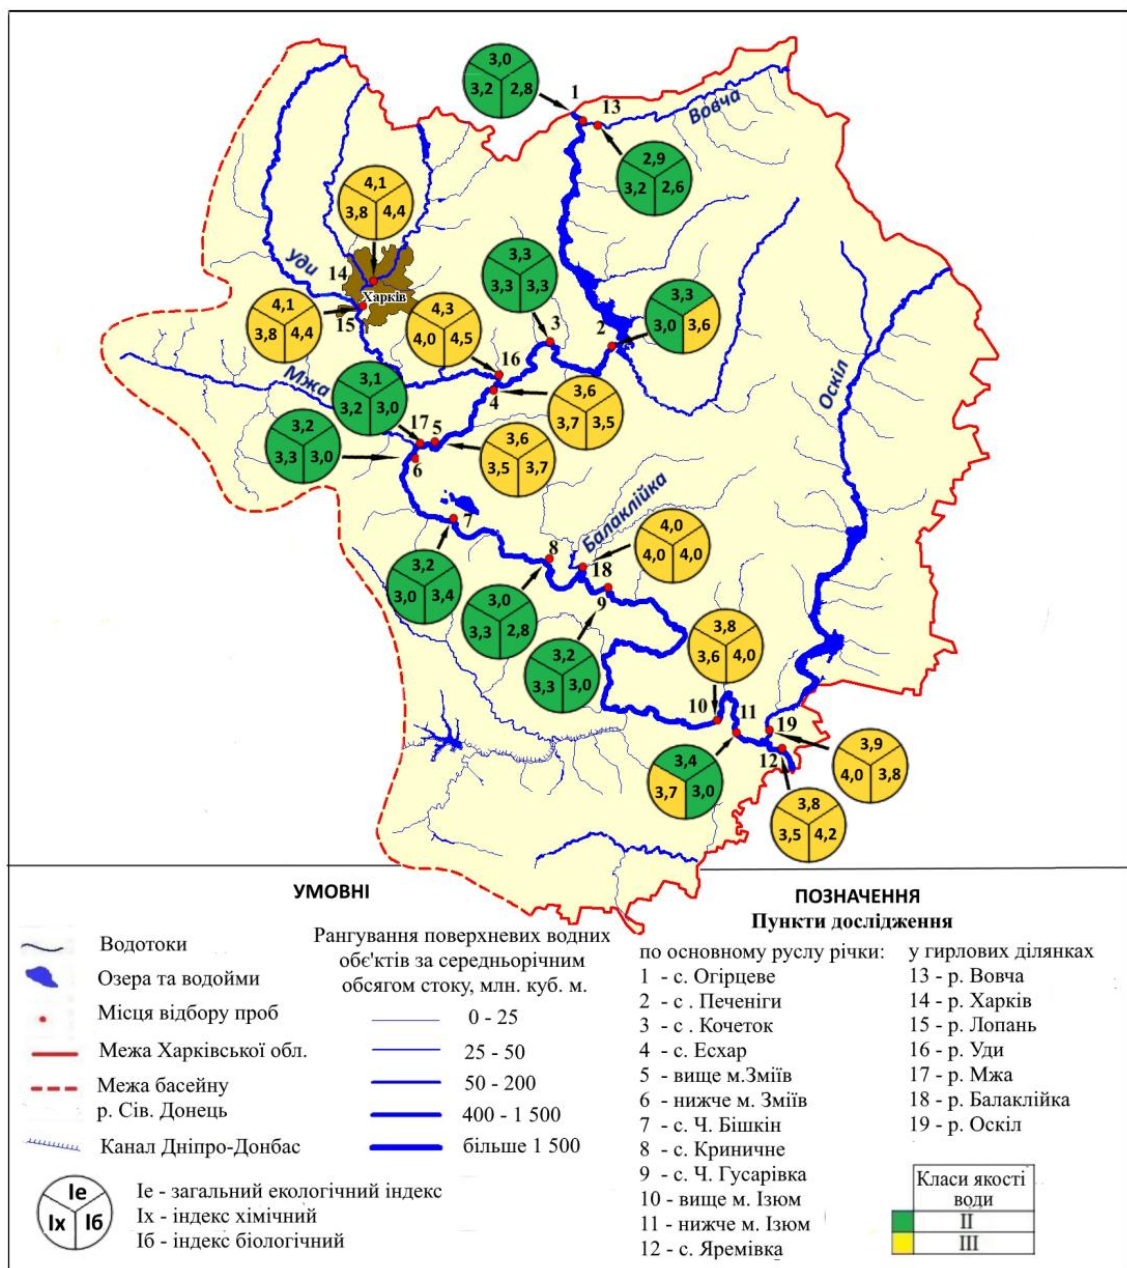 3,0
3,2 2,8
1
13
Вовча
2,9
3,2 2,6
4,1
3,8 4,4
14
Харків
15
Уди
4,1
3,8 4,4
3,3
3,3 3,3
3
3,3
3,0 3,6
2
4,3
4,0 4,5
16
4
3,6
3,7 3,5
Оскіл
Мжа
3,1
3,2 3,0
17 5
3,2
3,3 3,0
6
3,6
3,5 3,7
7
3,2
3,0 3,4
Балаклійка
8
18
4,0
4,0 4,0
9
3,0
3,3 2,8
3,2
3,3 3,0
3,8
3,6 4,0
10
11
19
12
3,4
3,7 3,0
3,9
4,0 3,8
3,8
3,5 4,2
УМОВНІ ПОЗНАЧЕННЯ
Водотоки
Озера та водойми
Місця відбору проб
Межа Харківської обл.
Межа басейну
р. Сів. Донець
Канал Дніпро-Донбас
Іе
Іх Іб
Іе - загальний екологічний індекс
Іх - індекс хімічний
Іб - індекс біологічний
Рангування поверхневих водних
обє'ктів за середньорічним
обсягом стоку, млн. куб. м.
0 - 25
25 - 50
50 - 200
400 - 1 500
більше 1 500
Пункти дослідження
по основному руслу річки:
1 - с. Огірцеве
2 - с . Печеніги
3 - с . Кочеток
4 - с. Есхар
5 - вище м.Зміїв
6 - нижче м. Зміїв
7 - с. Ч. Бішкін
8 - с. Криничне
9 - с. Ч. Гусарівка
10 - вище м. Ізюм
11 - нижче м. Ізюм
12 - с. Яремівка
у гирлових ділянках
13 - р. Вовча
14 - р. Харків
15 - р. Лопань
16 - р. Уди
17 - р. Мжа
18 - р. Балаклійка
19 - р. Оскіл
Класи якості
води
II
III